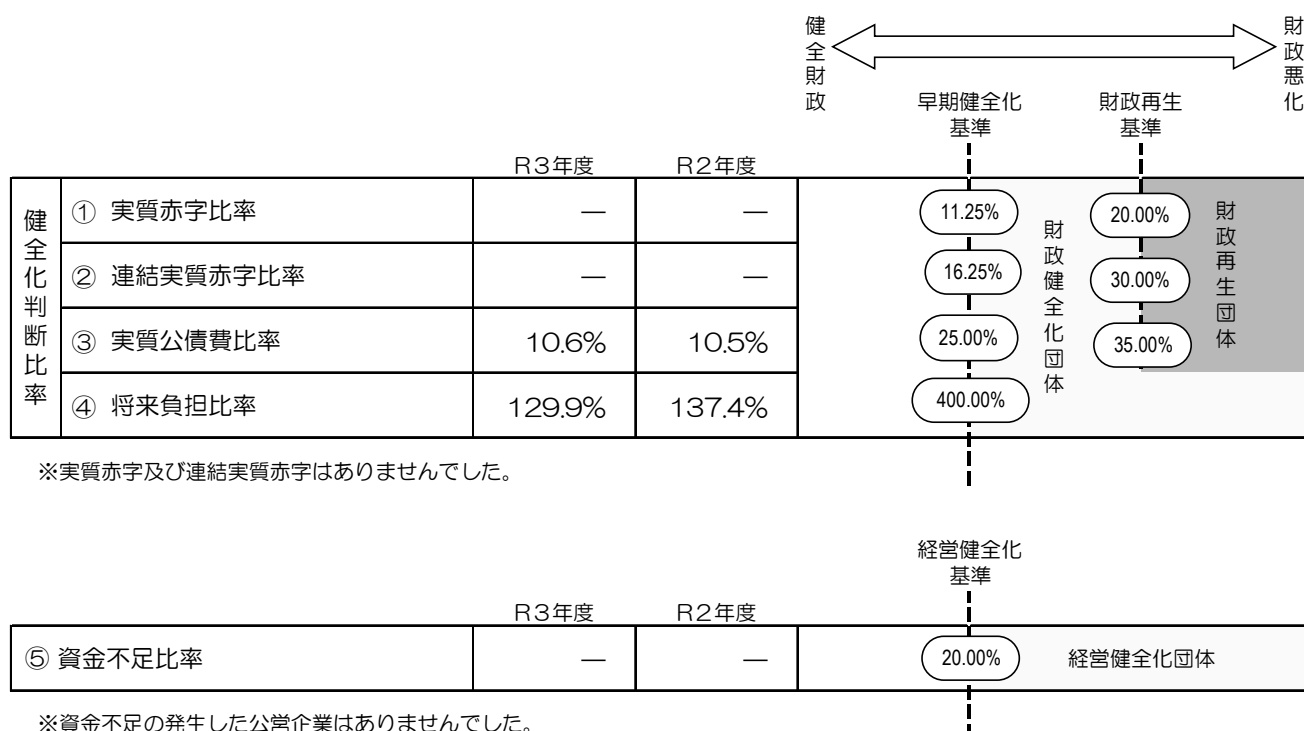 健全財政
財政悪化
早期健全化
基準
財政再生
基準
R3年度 R2年度
健全化判断比率
① 実質赤字比率 — — 11.25% 20.00%
② 連結実質赤字比率 — — 16.25% 30.00%
③ 実質公債費比率 10.6% 10.5% 25.00% 35.00%
④ 将来負担比率 129.9% 137.4% 400.00%
財政健全化団体
財政再生団体
※実質赤字及び連結実質赤字はありませんでした。
経営健全化
基準
R3年度 R2年度
⑤ 資金不足比率 — — 20.00% 経営健全化団体
※資金不足の発生した公営企業はありませんでした。